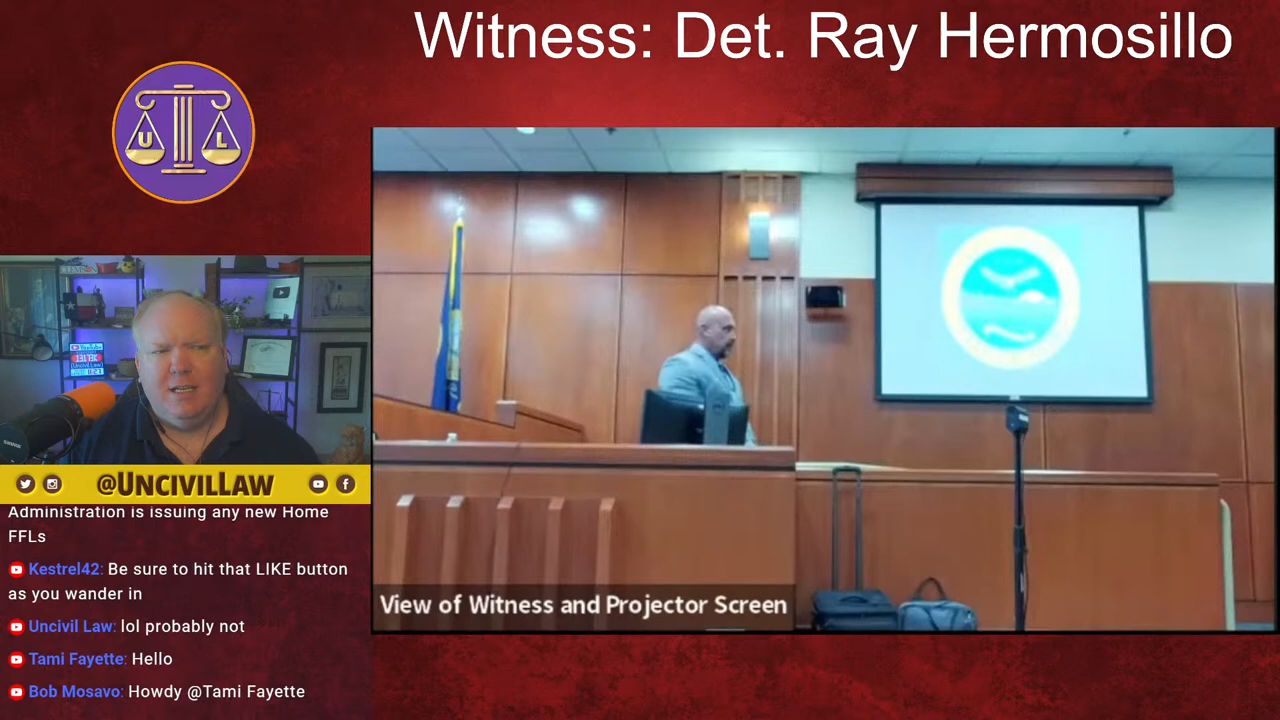 Witness: Det. Ray Hermosillo
U L
@UNCIVILLAW
Administration is issuing any new Home
FFLs
Kestrel42: Be sure to hit that LIKE button
as you wander in
Uncivil Law: lol probably not
Tami Fayette: Hello
Bob Mosavo: Howdy @Tami Fayette
View of Witness and Projector Screen